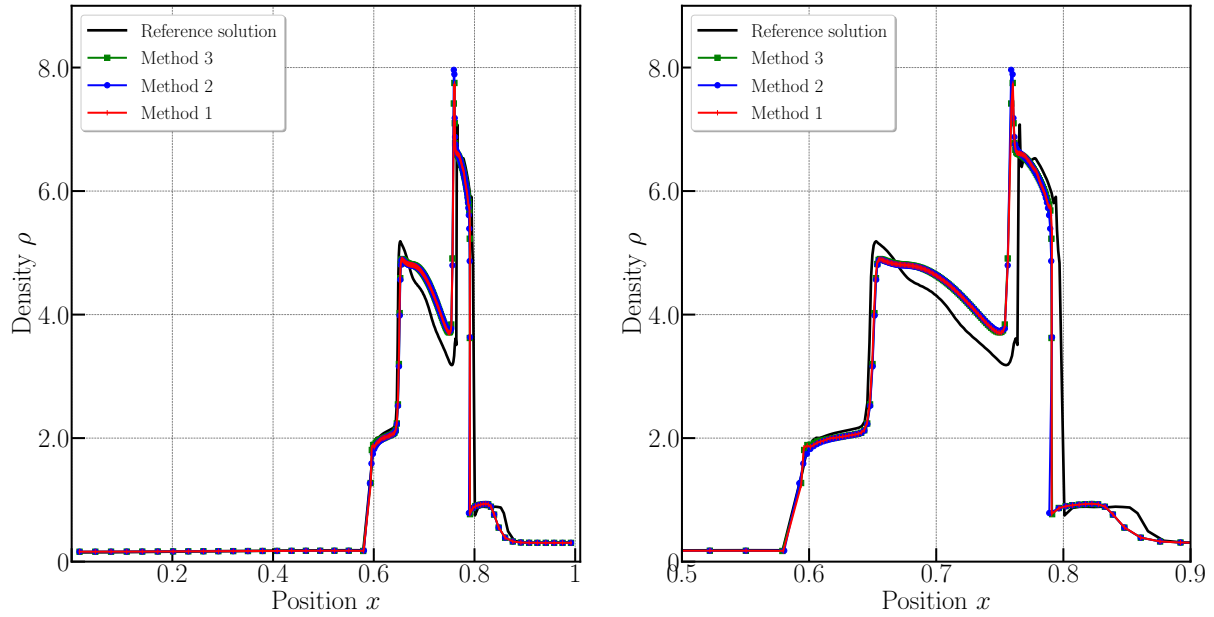 Reference solution
Method 3
Method 2
Method 1
8.0
6.0
4.0
2.0
0
0.2
0.4
0.6
0.8
1
Density ρ
Position x
Reference solution
Method 3
Method 2
Method 1
8.0
6.0
4.0
2.0
0
0.5
0.6
0.7
0.8
0.9
Density ρ
Position x